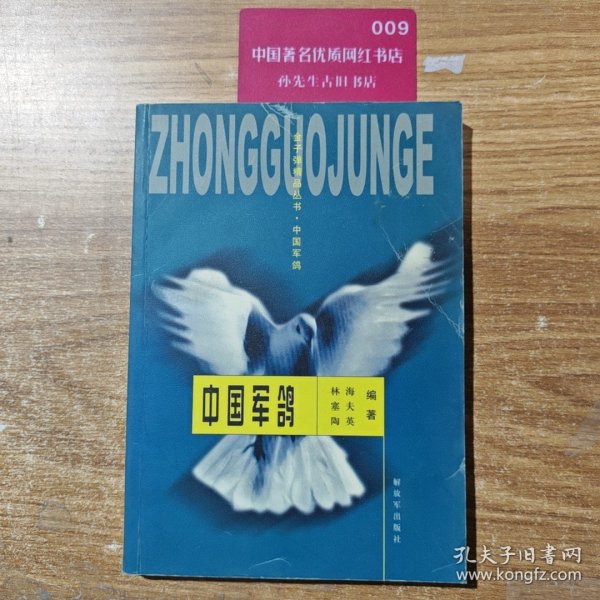 009
中国著名优质网红书店
孙先生古旧书店
ZHONGGUOJUNGE
金子弹精品丛书·中国军鸽
中国军鸽
林海
塞夫
陶英
编著
解放军出版社
孔夫子旧书网
www.kongfz.com